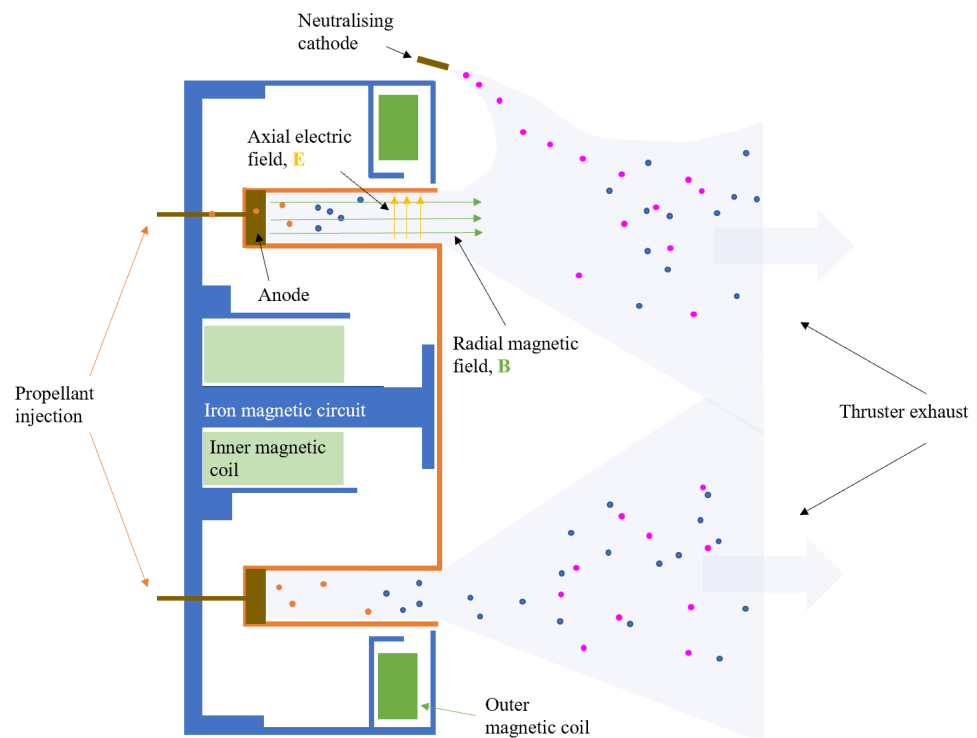 Neutralising
cathode
Axial electric
field, E
Anode
Radial magnetic
field, B
Propellant
injection
Iron magnetic circuit
Thruster exhaust
Inner magnetic
coil
Outer
magnetic coil